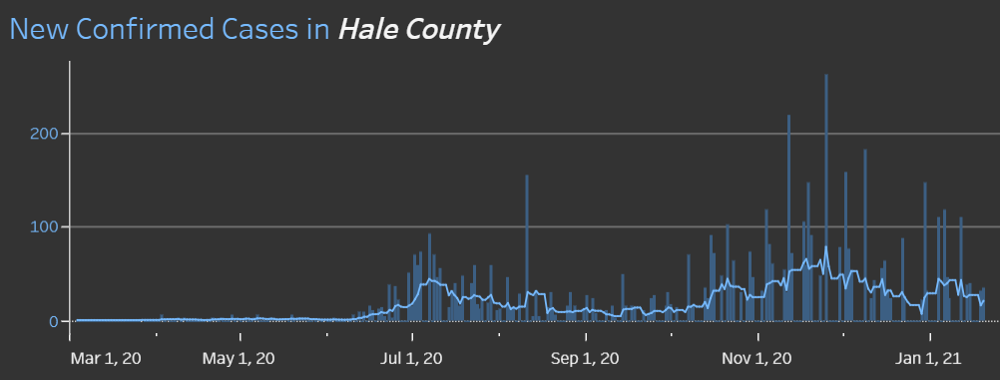 New Confirmed Cases in Hale County
200
100
0
Mar 1, 20 May 1, 20 Jul 1, 20 Sep 1, 20 Nov 1, 20 Jan 1, 21